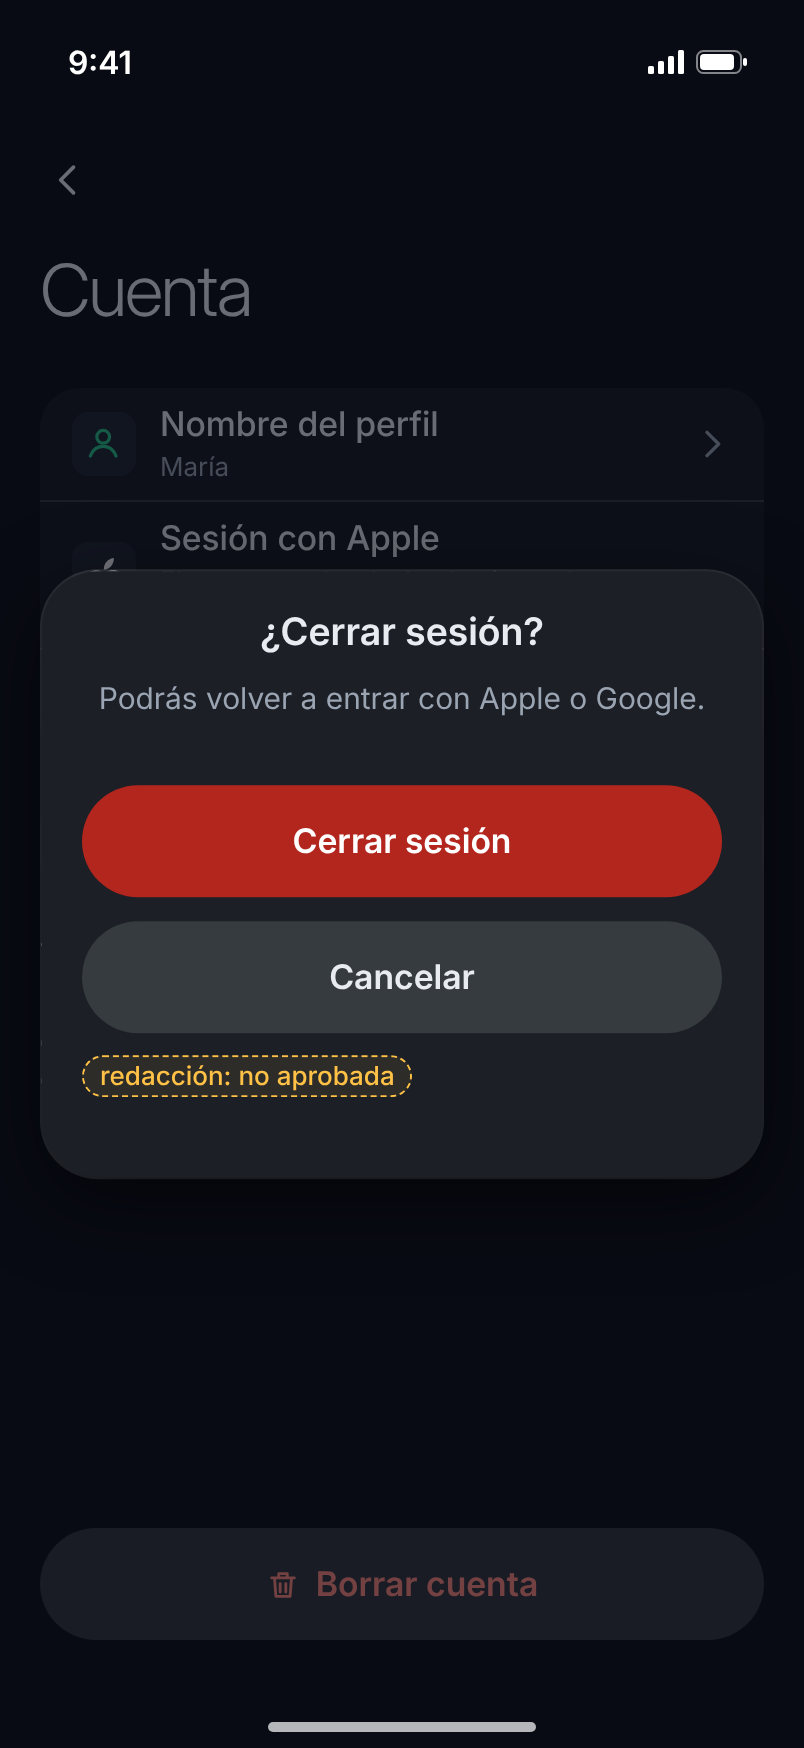 9:41
Cuenta
Nombre del perfil
María
Sesión con Apple
¿Cerrar sesión?
Podrás volver a entrar con Apple o Google.
Cerrar sesión
Cancelar
redacción: no aprobada
Borrar cuenta